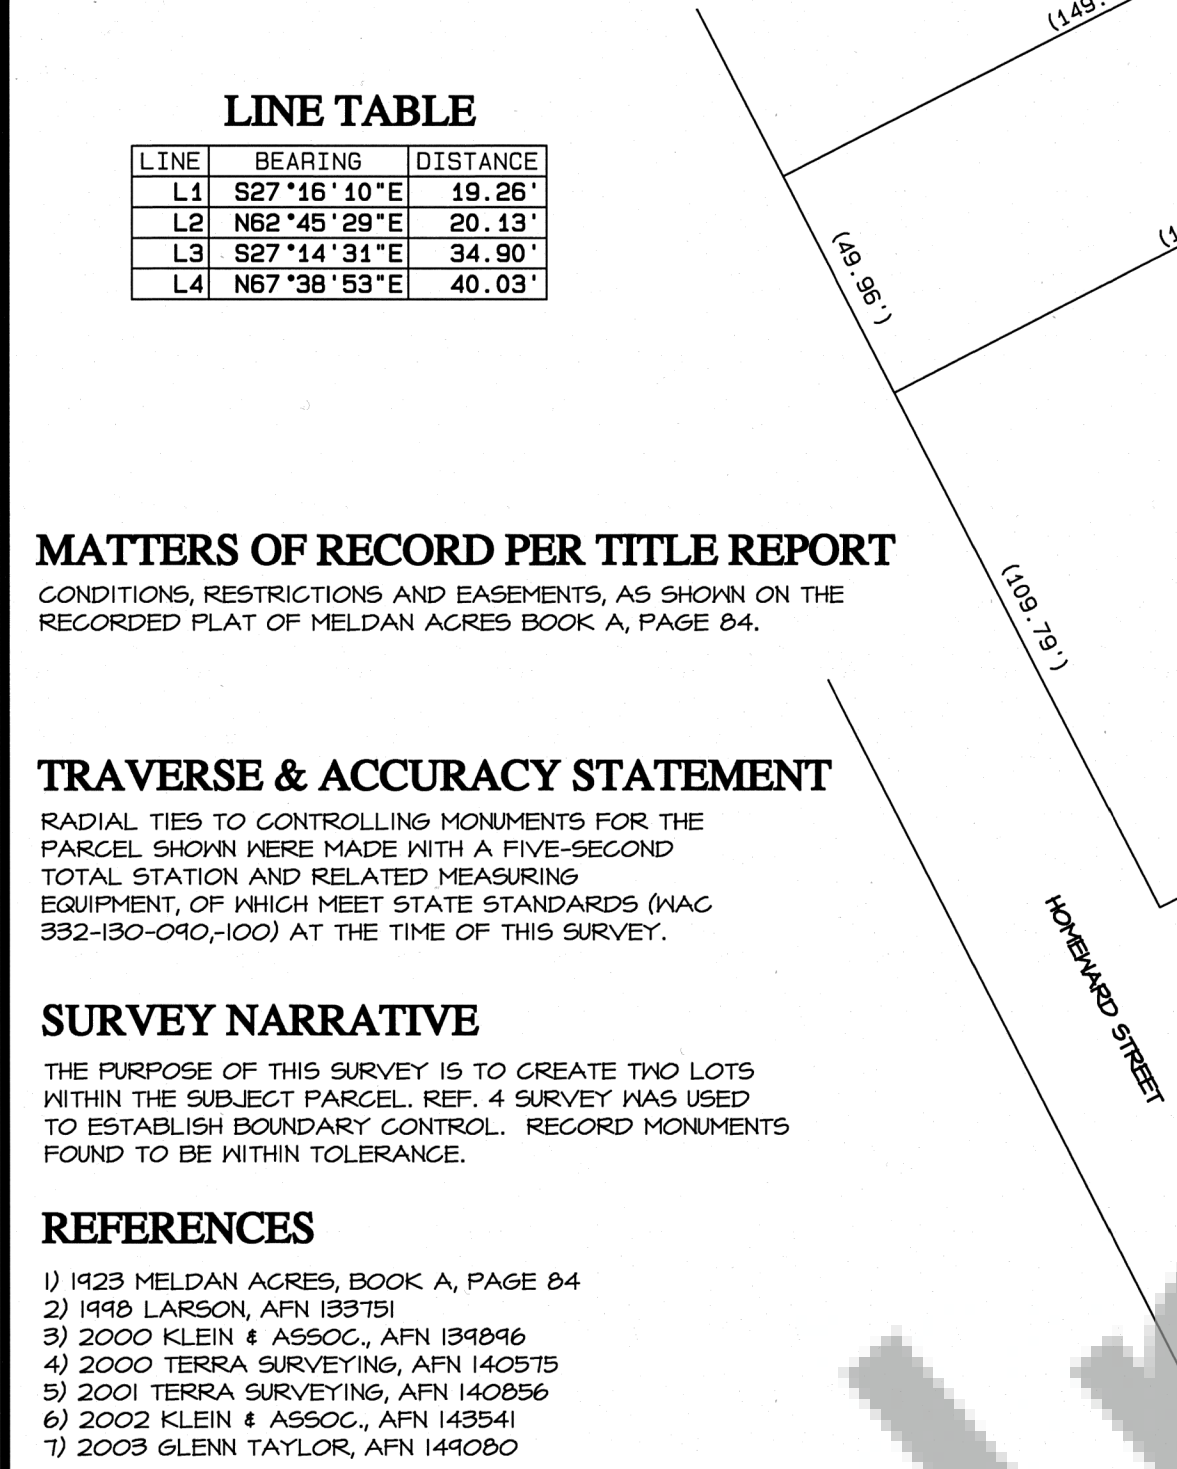 LINE TABLE
LINE BEARING DISTANCE
L1 S27°16'10"E 19.26'
L2 N62°45'29"E 20.13'
L3 S27°14'31"E 34.90'
L4 N67°38'53"E 40.03'
(49.96')
MATTERS OF RECORD PER TITLE REPORT
CONDITIONS, RESTRICTIONS AND EASEMENTS, AS SHOWN ON THE
RECORDED PLAT OF MELDAN ACRES BOOK A, PAGE 84.
(109.79')
TRAVERSE & ACCURACY STATEMENT
RADIAL TIES TO CONTROLLING MONUMENTS FOR THE
PARCEL SHOWN WERE MADE WITH A FIVE-SECOND
TOTAL STATION AND RELATED MEASURING
EQUIPMENT, OF WHICH MEET STATE STANDARDS (WAC
332-130-090,-100) AT THE TIME OF THIS SURVEY.
HOMEWARD STREET
SURVEY NARRATIVE
THE PURPOSE OF THIS SURVEY IS TO CREATE TWO LOTS
WITHIN THE SUBJECT PARCEL. REF. 4 SURVEY WAS USED
TO ESTABLISH BOUNDARY CONTROL. RECORD MONUMENTS
FOUND TO BE WITHIN TOLERANCE.
REFERENCES
1) 1923 MELDAN ACRES, BOOK A, PAGE 84
2) 1998 LARSON, AFN 133751
3) 2000 KLEIN & ASSOC., AFN 139896
4) 2000 TERRA SURVEYING, AFN 140575
5) 2001 TERRA SURVEYING, AFN 140856
6) 2002 KLEIN & ASSOC., AFN 143541
7) 2003 GLENN TAYLOR, AFN 149080